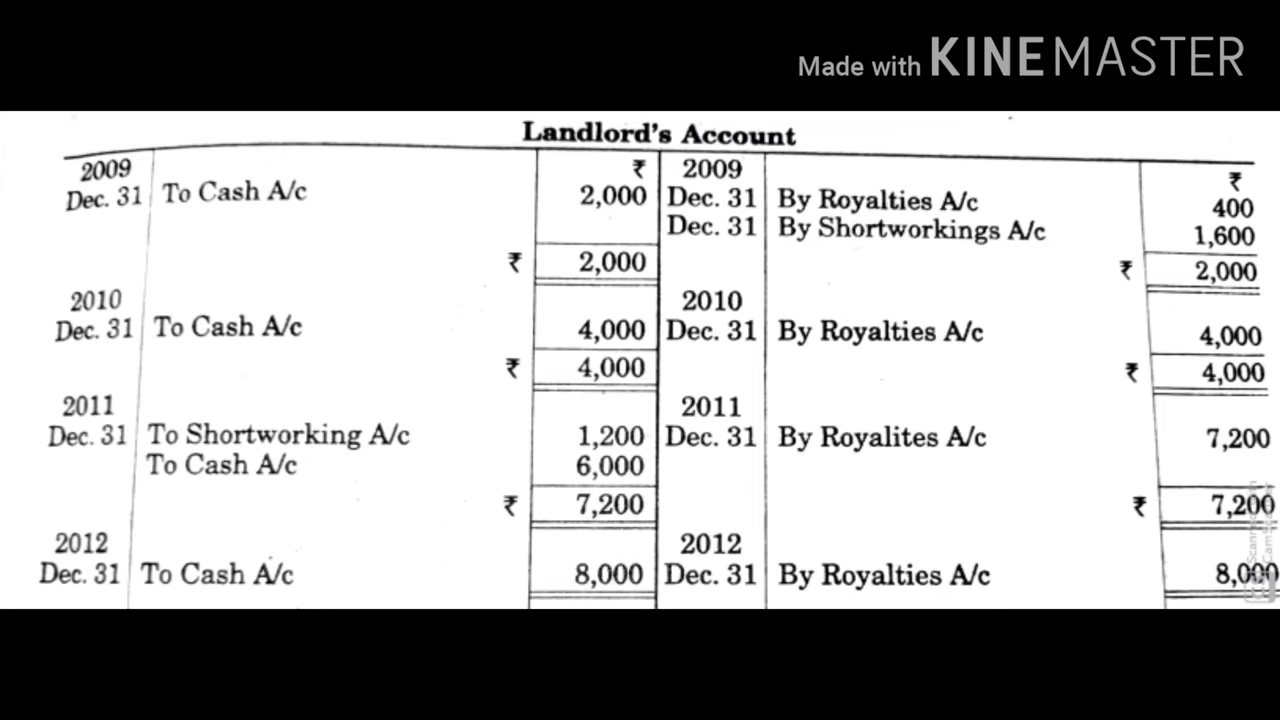 Made with KINEMASTER
Landlord's Account
2009 ₹ 2009 ₹
Dec. 31 To Cash A/c 2,000 Dec. 31 By Royalties A/c 400
Dec. 31 By Shortworkings A/c 1,600
₹ 2,000 ₹ 2,000
2010 2010
Dec. 31 To Cash A/c 4,000 Dec. 31 By Royalties A/c 4,000
₹ 4,000 ₹ 4,000
2011 2011
Dec. 31 To Shortworking A/c 1,200 Dec. 31 By Royalites A/c 7,200
To Cash A/c 6,000
₹ 7,200 ₹ 7,200
2012 2012
Dec. 31 To Cash A/c 8,000 Dec. 31 By Royalties A/c 8,000